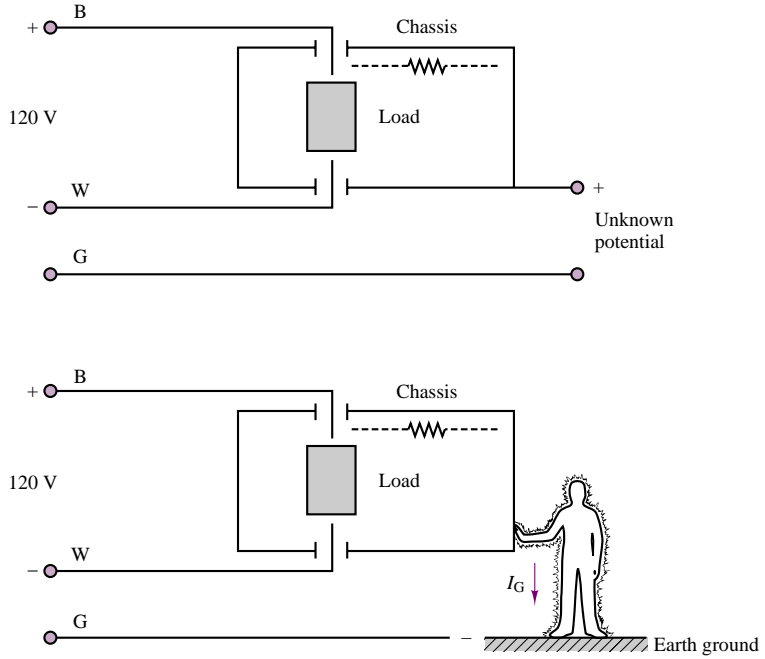 B
Chassis
+
120 V
Load
W
−
+
Unknown
potential
G
B
Chassis
+
120 V
Load
W
−
I_G
G
−
Earth ground